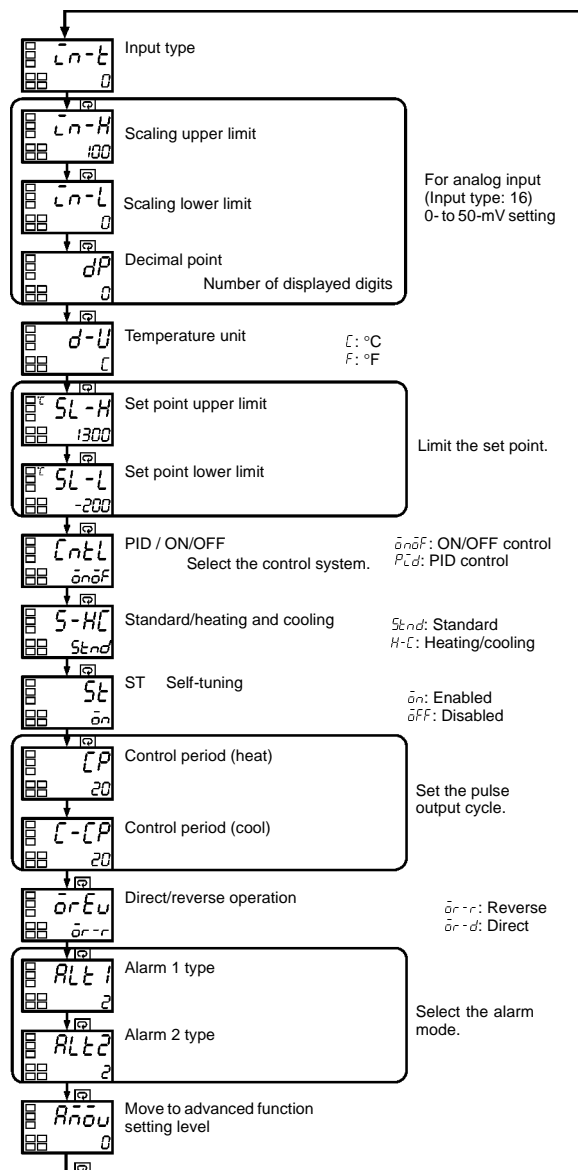 in-t
0
Input type
in-H
100
Scaling upper limit
in-L
0
Scaling lower limit
For analog input
(Input type: 16)
0- to 50-mV setting
dP
0
Decimal point
Number of displayed digits
d-U
C
Temperature unit
C: °C
F: °F
°C
SL-H
1300
Set point upper limit
Limit the set point.
°C
SL-L
-200
Set point lower limit
CntL
onoF
PID / ON/OFF
Select the control system.
onoF: ON/OFF control
Pid: PID control
S-HC
Stnd
Standard/heating and cooling
Stnd: Standard
H-C: Heating/cooling
St
on
ST Self-tuning
on: Enabled
oFF: Disabled
CP
20
Control period (heat)
Set the pulse
output cycle.
C-CP
20
Control period (cool)
orEv
or-r
Direct/reverse operation
or-r: Reverse
or-d: Direct
ALt1
2
Alarm 1 type
Select the alarm
mode.
ALt2
2
Alarm 2 type
Amov
0
Move to advanced function
setting level